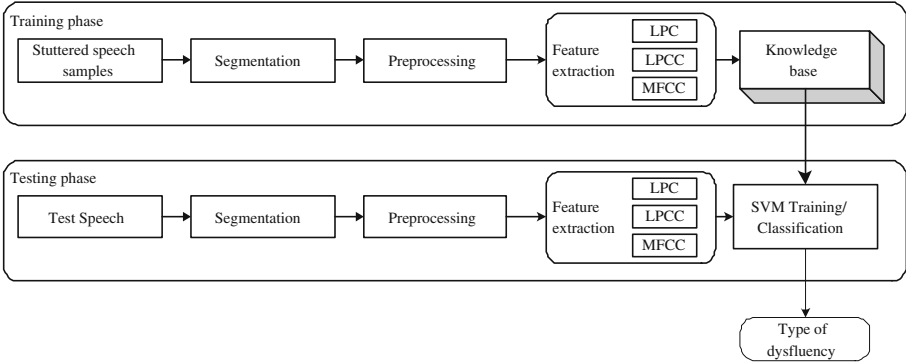 Training phase
Stuttered speech
samples
Segmentation
Preprocessing
Feature
extraction
LPC
LPCC
MFCC
Knowledge
base
Testing phase
Test Speech
Segmentation
Preprocessing
Feature
extraction
LPC
LPCC
MFCC
SVM Training/
Classification
Type of
dysfluency